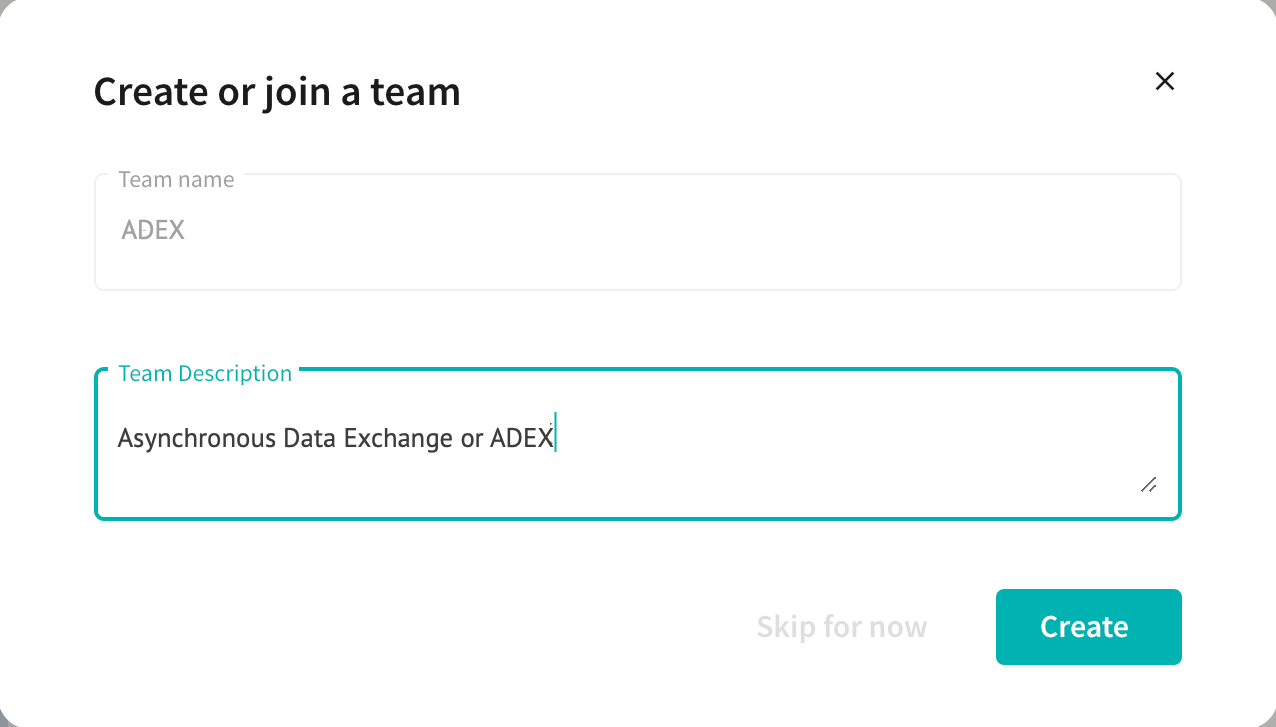 Create or join a team
Team name
ADEX
Team Description
Asynchronous Data Exchange or ADEX
Skip for now
Create